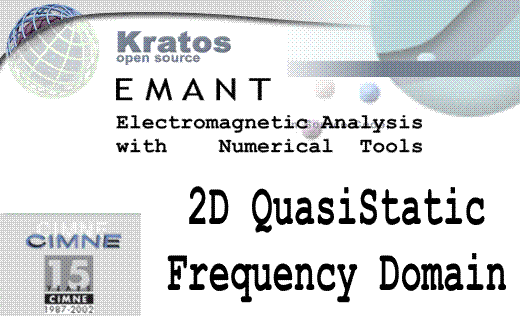 Kratos
open source
EMANT
Electromagnetic Analysis
with Numerical Tools
2D QuasiStatic
Frequency Domain
CIMNE
15
CIMNE
1987-2002